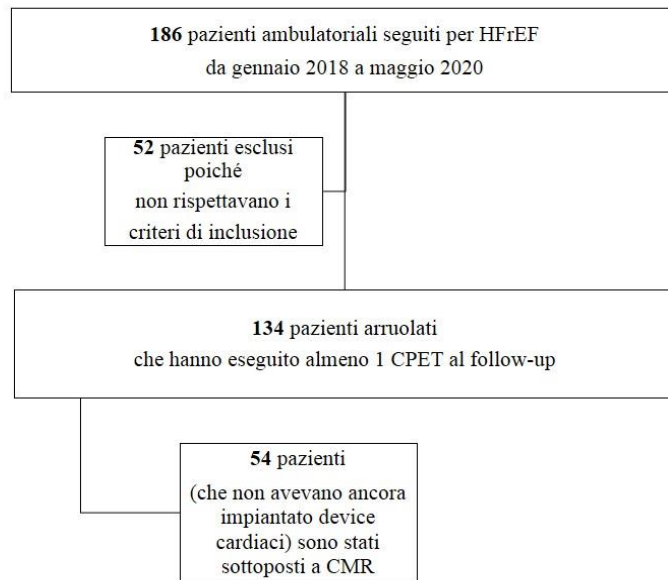 186 pazienti ambulatoriali seguiti per HFrEF
da gennaio 2018 a maggio 2020
52 pazienti esclusi
poiché
non rispettavano i
criteri di inclusione
134 pazienti arruolati
che hanno eseguito almeno 1 CPET al follow-up
54 pazienti
(che non avevano ancora
impiantato device
cardiaci) sono stati
sottoposti a CMR